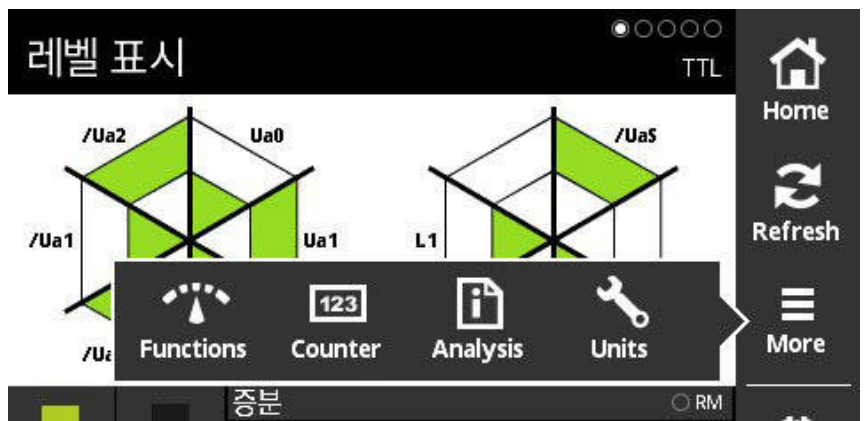 레벨 표시
TTL
Home
/Ua2
Ua0
/UaS
Refresh
/Ua1
Ua1
L1
Functions
Counter
Analysis
Units
More
123
증분
RM